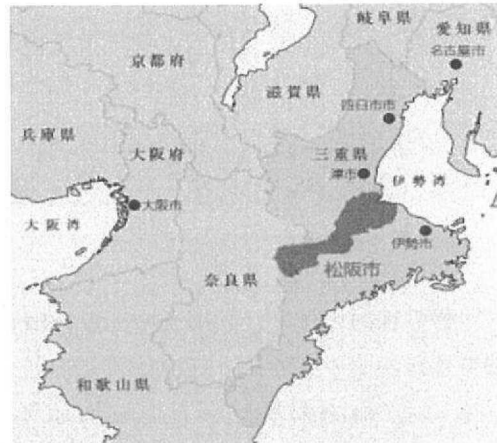 岐阜県
愛知県
名古屋市
京都府
滋賀県
四日市市
兵庫県
大阪府
三重県
津市
伊勢湾
大阪市
大阪湾
伊勢市
松阪市
奈良県
和歌山県